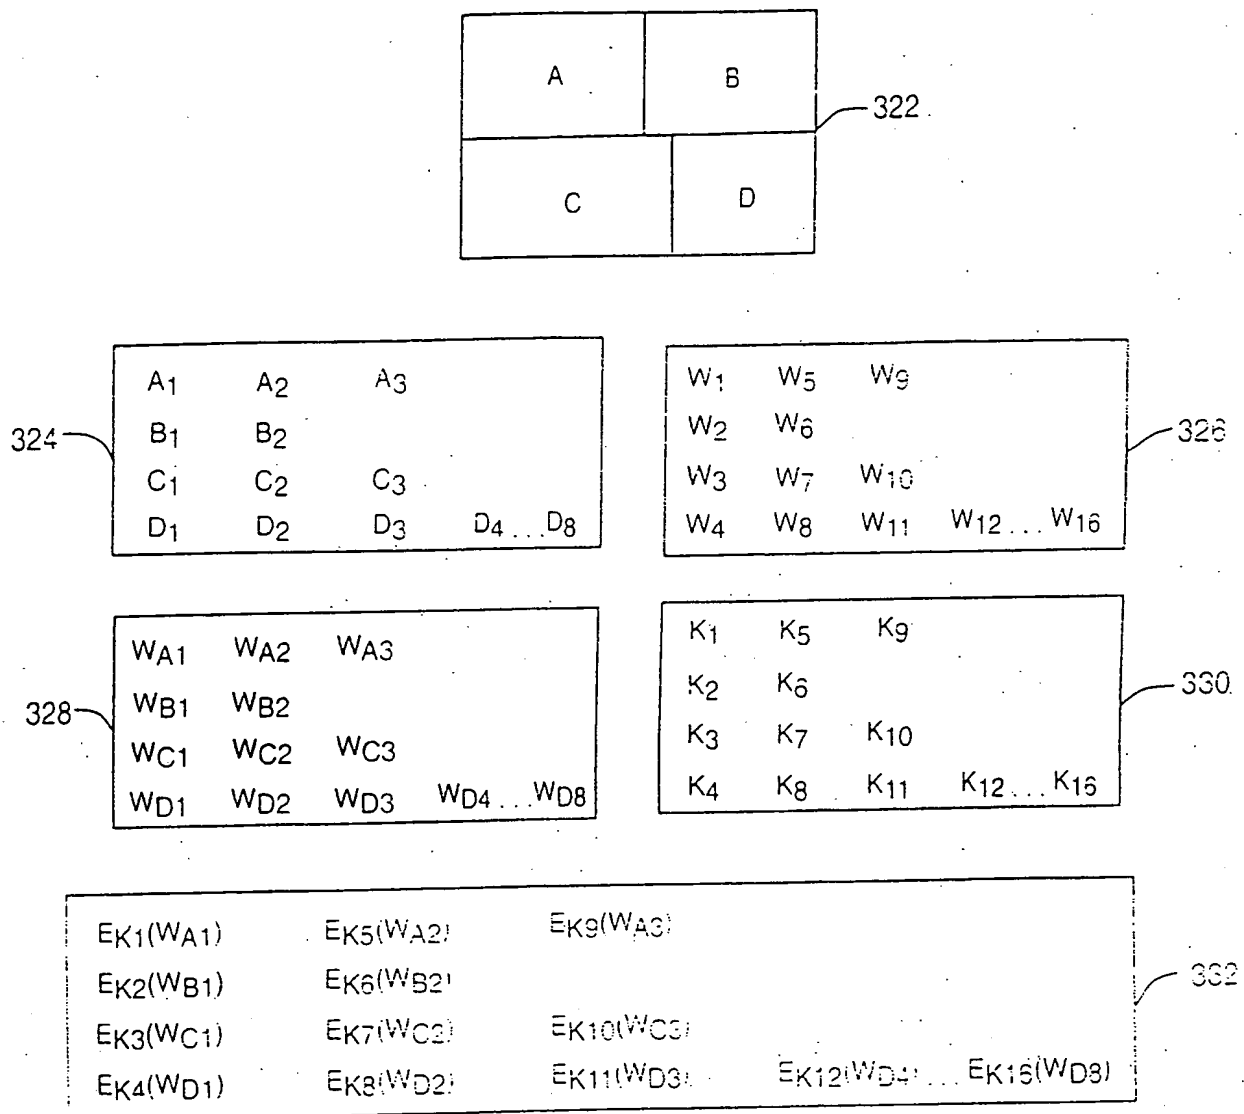 A B
322
C D
A1 A2 A3
B1 B2
324
C1 C2 C3
D1 D2 D3 D4 ... D8
W1 W5 W9
W2 W6
326
W3 W7 W10
W4 W8 W11 W12 ... W16
WA1 WA2 WA3
WB1 WB2
328
WC1 WC2 WC3
WD1 WD2 WD3 WD4 ... WD8
K1 K5 K9
K2 K6
330
K3 K7 K10
K4 K8 K11 K12 ... K16
EK1(WA1) EK5(WA2) EK9(WA3)
EK2(WB1) EK6(WB2)
332
EK3(WC1) EK7(WC2) EK10(WC3)
EK4(WD1) EK8(WD2) EK11(WD3) EK12(WD4) ... EK16(WD8)